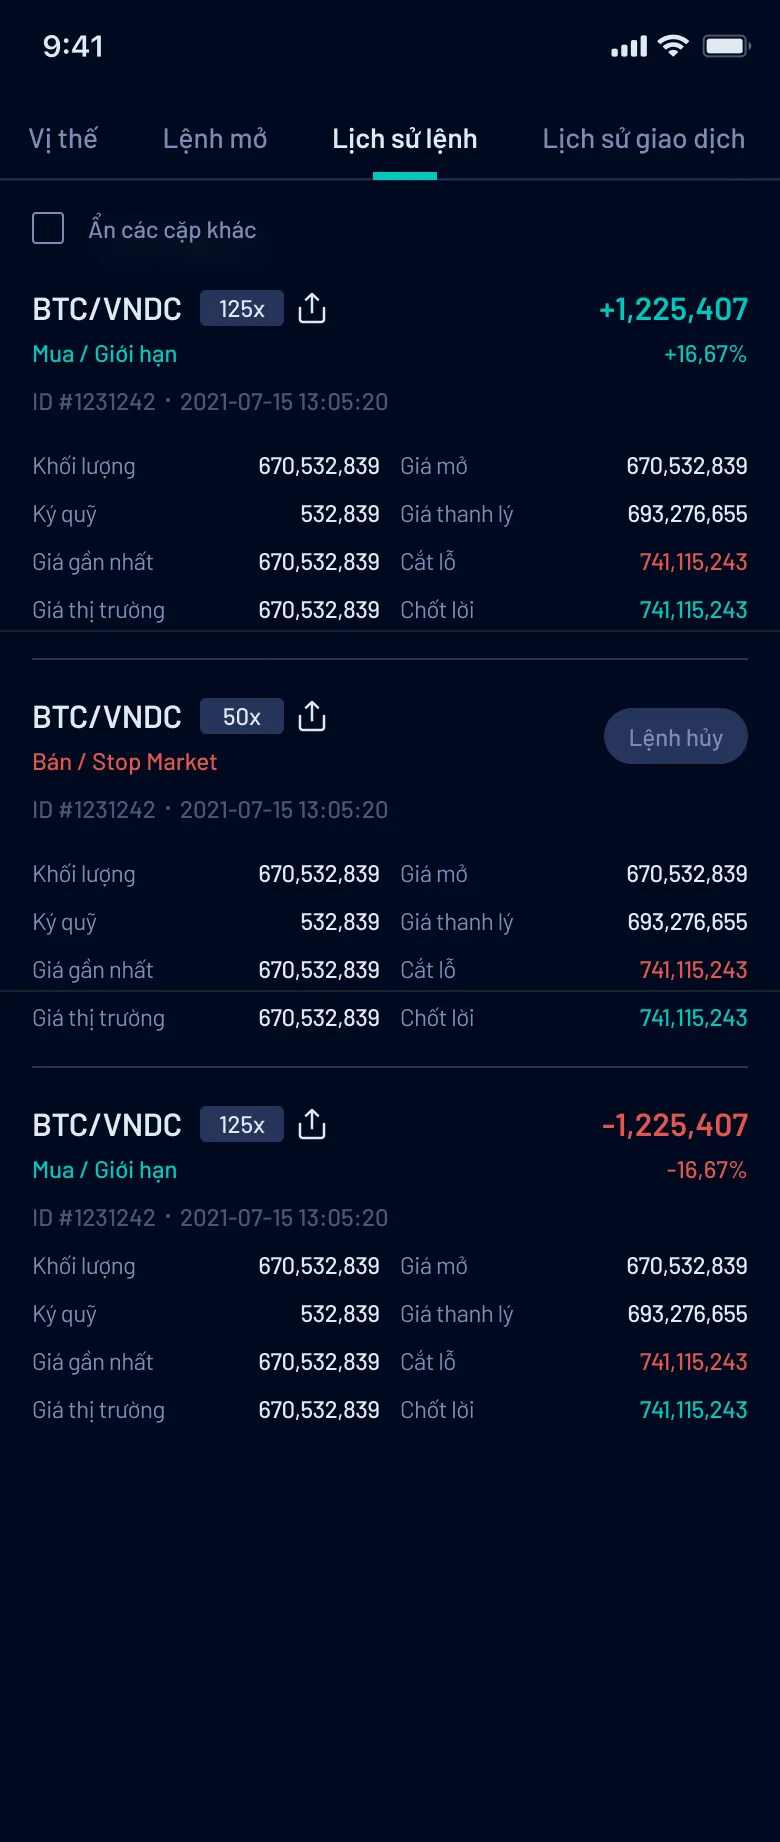 9:41
Vị thế Lệnh mở Lịch sử lệnh Lịch sử giao dịch
Ẩn các cặp khác
BTC/VNDC 125x +1,225,407
Mua / Giới hạn +16,67%
ID #1231242 • 2021-07-15 13:05:20
Khối lượng 670,532,839 Giá mở 670,532,839
Ký quỹ 532,839 Giá thanh lý 693,276,655
Giá gần nhất 670,532,839 Cắt lỗ 741,115,243
Giá thị trường 670,532,839 Chốt lời 741,115,243
BTC/VNDC 50x Lệnh hủy
Bán / Stop Market
ID #1231242 • 2021-07-15 13:05:20
Khối lượng 670,532,839 Giá mở 670,532,839
Ký quỹ 532,839 Giá thanh lý 693,276,655
Giá gần nhất 670,532,839 Cắt lỗ 741,115,243
Giá thị trường 670,532,839 Chốt lời 741,115,243
BTC/VNDC 125x -1,225,407
Mua / Giới hạn -16,67%
ID #1231242 • 2021-07-15 13:05:20
Khối lượng 670,532,839 Giá mở 670,532,839
Ký quỹ 532,839 Giá thanh lý 693,276,655
Giá gần nhất 670,532,839 Cắt lỗ 741,115,243
Giá thị trường 670,532,839 Chốt lời 741,115,243